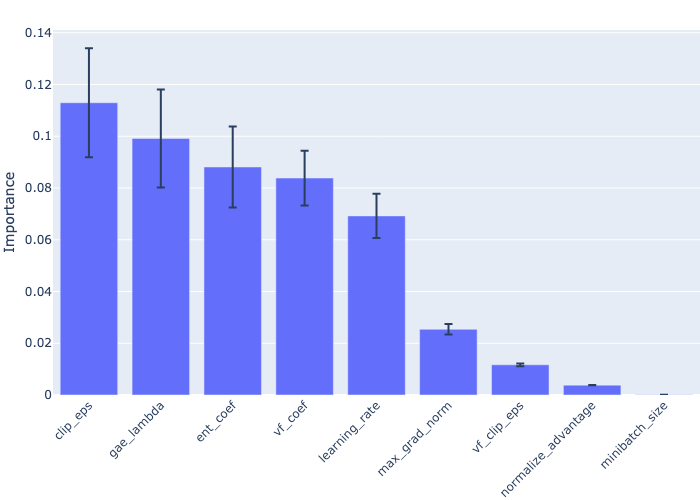 0.14
0.12
0.1
0.08
0.06
0.04
0.02
0
Importance
clip_eps
gae_lambda
ent_coef
vf_coef
learning_rate
max_grad_norm
vf_clip_eps
normalize_advantage
minibatch_size